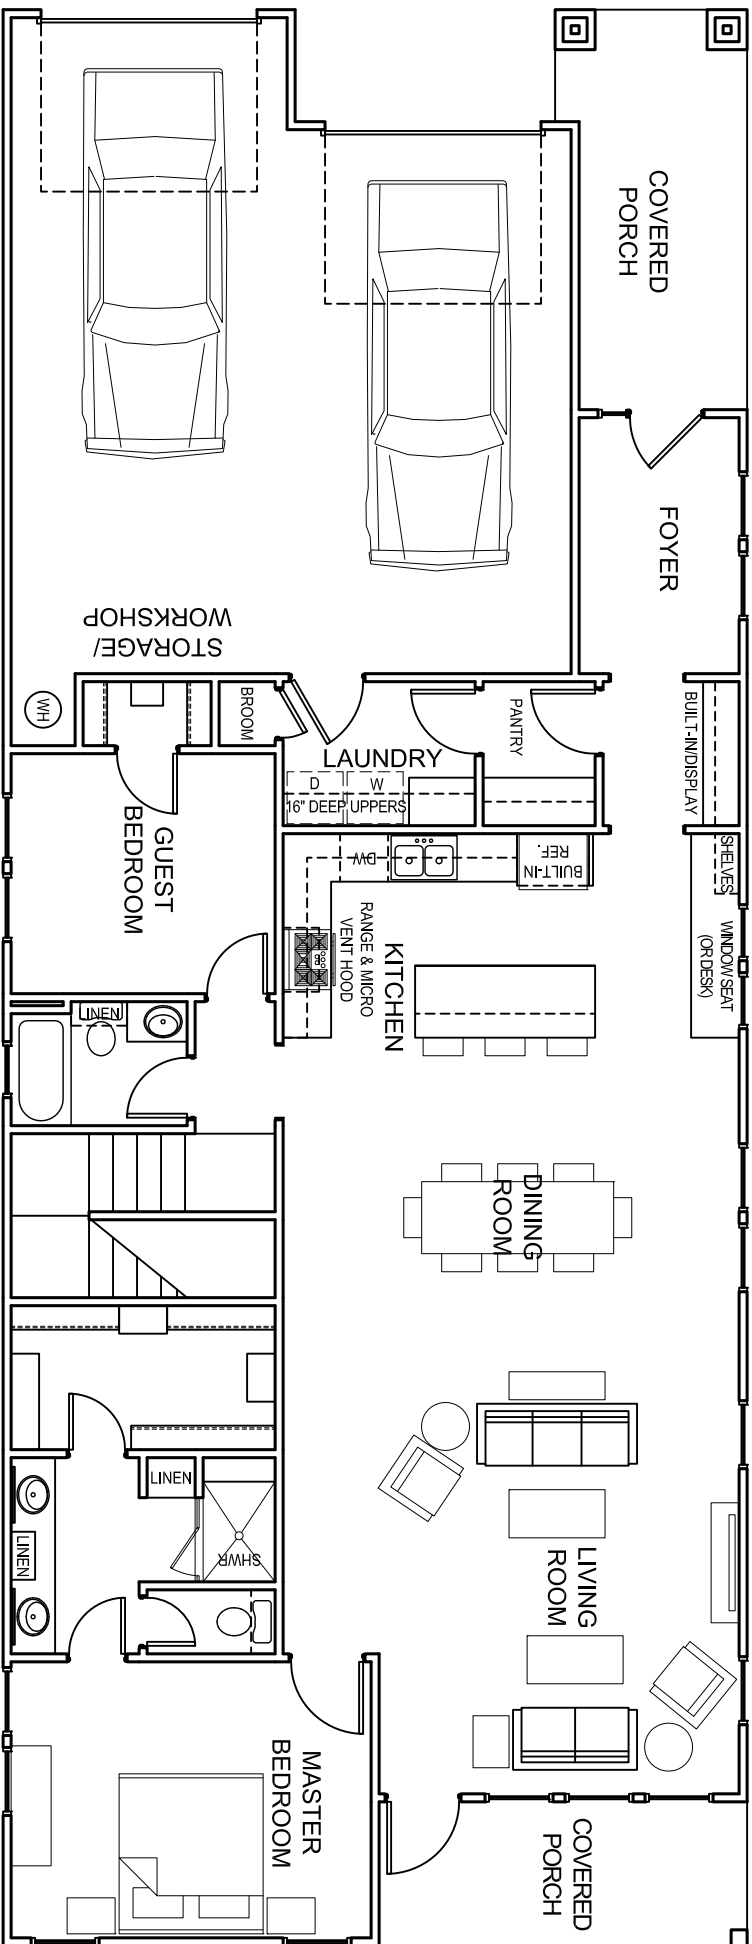 COVERED
PORCH
FOYER
STORAGE/
WORKSHOP
WH
BROOM
LAUNDRY
PANTRY
BUILT-IN/DISPLAY
D
W
16" DEEP UPPERS
GUEST
BEDROOM
DW
BUILT-IN
REF.
SHELVES
WINDOW SEAT
(OR DESK)
RANGE & MICRO
VENT HOOD
KITCHEN
LINEN
DINING
ROOM
LINEN
SHWR
LINEN
LIVING
ROOM
MASTER
BEDROOM
COVERED
PORCH